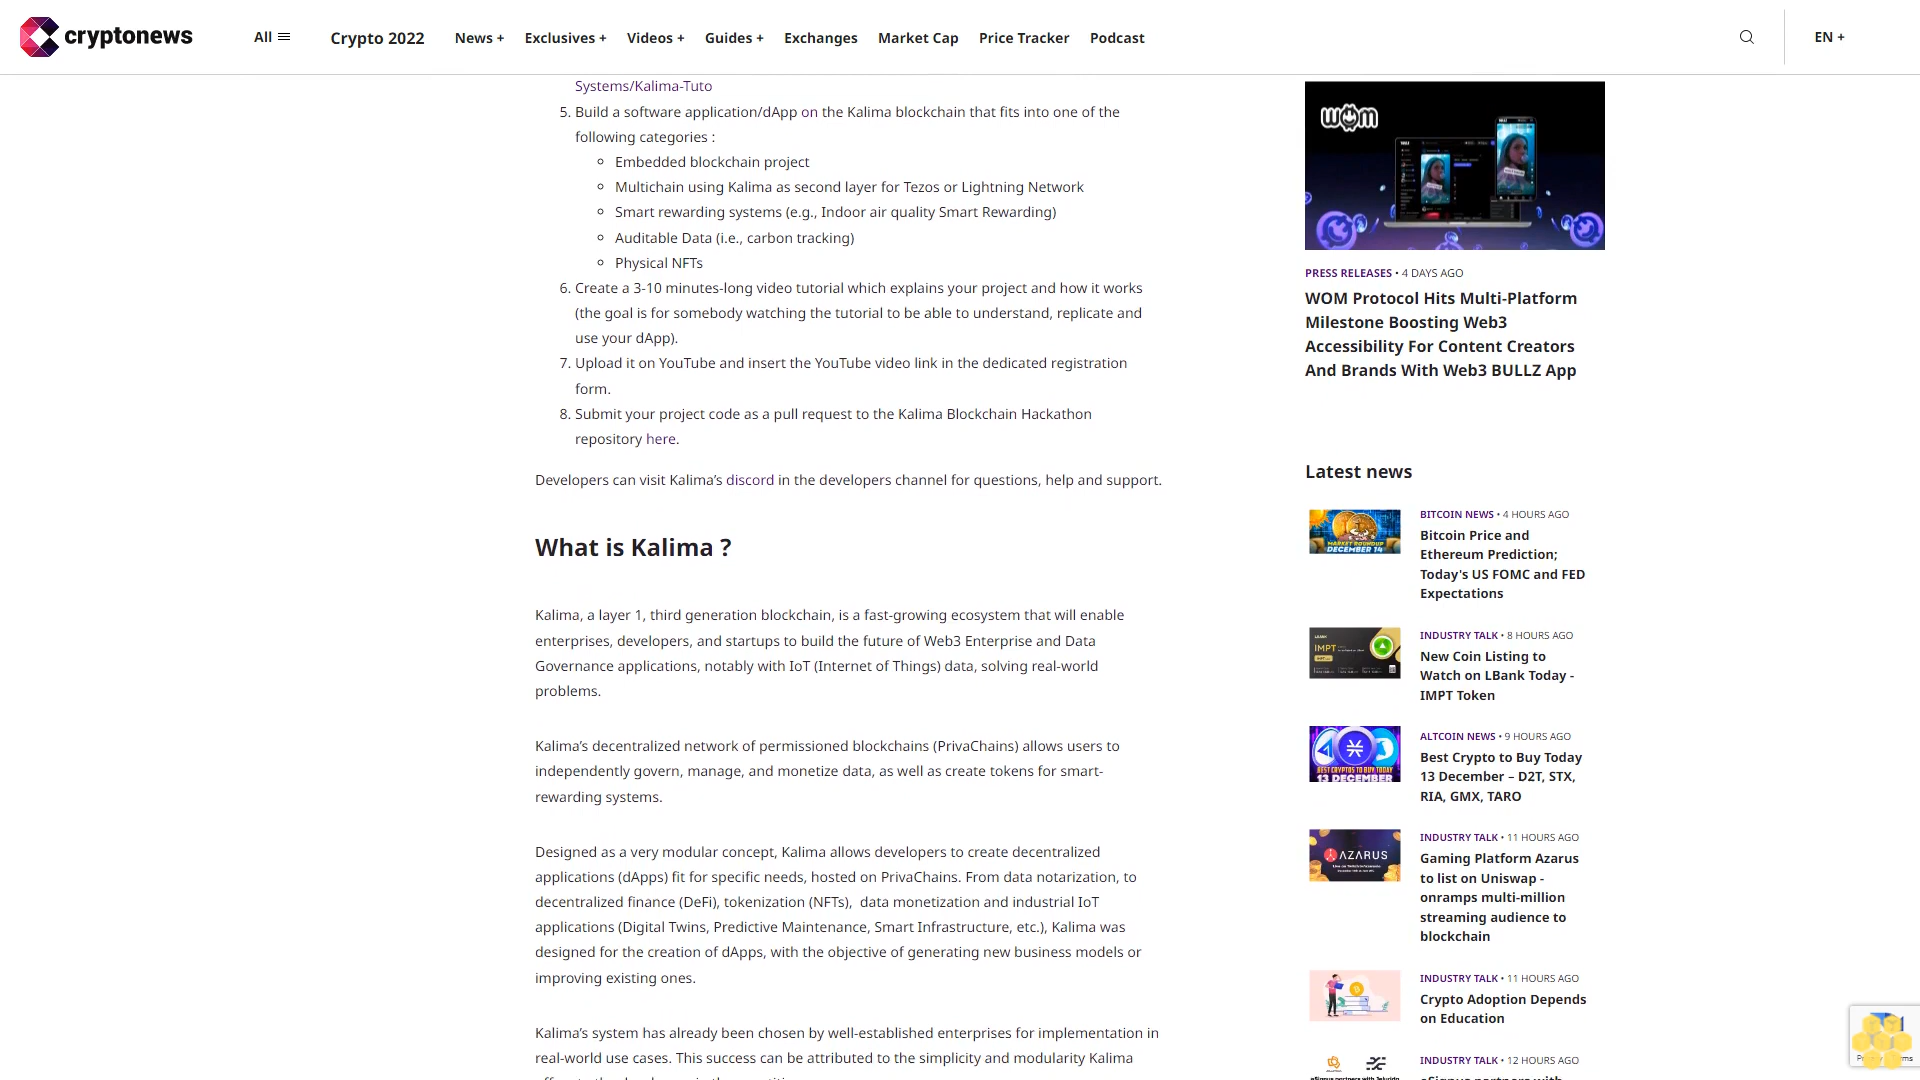 cryptonews
All
Crypto 2022
News +
Exclusives +
Videos +
Guides +
Exchanges
Market Cap
Price Tracker
Podcast
EN +
Systems/Kalima-Tuto
5. Build a software application/dApp on the Kalima blockchain that fits into one of the
following categories :
Embedded blockchain project
Multichain using Kalima as second layer for Tezos or Lightning Network
Smart rewarding systems (e.g., Indoor air quality Smart Rewarding)
Auditable Data (i.e., carbon tracking)
Physical NFTs
6. Create a 3-10 minutes-long video tutorial which explains your project and how it works
(the goal is for somebody watching the tutorial to be able to understand, replicate and
use your dApp).
7. Upload it on YouTube and insert the YouTube video link in the dedicated registration
form.
8. Submit your project code as a pull request to the Kalima Blockchain Hackathon
repository here.
Developers can visit Kalima’s discord in the developers channel for questions, help and support.
What is Kalima ?
Kalima, a layer 1, third generation blockchain, is a fast-growing ecosystem that will enable
enterprises, developers, and startups to build the future of Web3 Enterprise and Data
Governance applications, notably with IoT (Internet of Things) data, solving real-world
problems.
Kalima’s decentralized network of permissioned blockchains (PrivaChains) allows users to
independently govern, manage, and monetize data, as well as create tokens for smart-
rewarding systems.
Designed as a very modular concept, Kalima allows developers to create decentralized
applications (dApps) fit for specific needs, hosted on PrivaChains. From data notarization, to
decentralized finance (DeFi), tokenization (NFTs),  data monetization and industrial IoT
applications (Digital Twins, Predictive Maintenance, Smart Infrastructure, etc.), Kalima was
designed for the creation of dApps, with the objective of generating new business models or
improving existing ones.
Kalima’s system has already been chosen by well-established enterprises for implementation in
real-world use cases. This success can be attributed to the simplicity and modularity Kalima
WOM
PRESS RELEASES • 4 DAYS AGO
WOM Protocol Hits Multi-Platform
Milestone Boosting Web3
Accessibility For Content Creators
And Brands With Web3 BULLZ App
Latest news
MARKET ROUNDUP
DECEMBER 14
BITCOIN NEWS • 4 HOURS AGO
Bitcoin Price and
Ethereum Prediction;
Today's US FOMC and FED
Expectations
IMPT
INDUSTRY TALK • 8 HOURS AGO
New Coin Listing to
Watch on LBank Today -
IMPT Token
BEST CRYPTOS TO BUY TODAY
13 DECEMBER
ALTCOIN NEWS • 9 HOURS AGO
Best Crypto to Buy Today
13 December – D2T, STX,
RIA, GMX, TARO
AZARUS
INDUSTRY TALK • 11 HOURS AGO
Gaming Platform Azarus
to list on Uniswap -
onramps multi-million
streaming audience to
blockchain
INDUSTRY TALK • 11 HOURS AGO
Crypto Adoption Depends
on Education
INDUSTRY TALK • 12 HOURS AGO
eSignus partners with